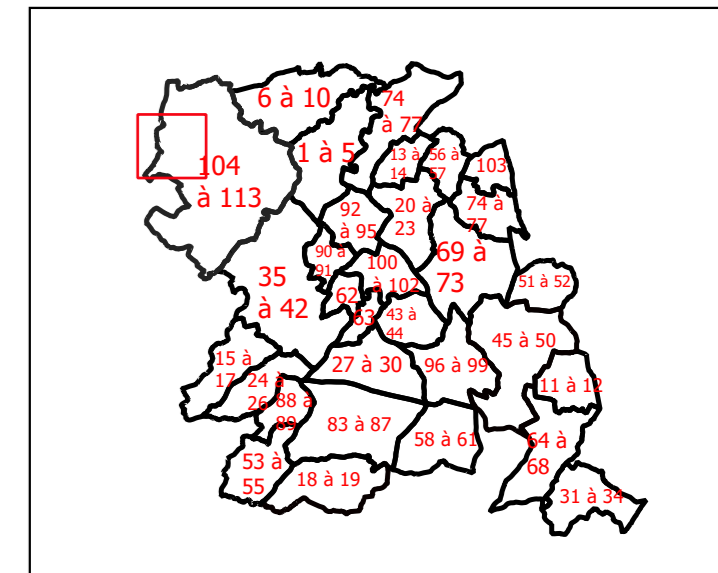 6 à 10
74
à 77
1 à 5
13 à
14
56 à
57
103
104
à 113
92
à 95
20 à
23
74 à
77
90 à
91
100
à 102
69 à
73
51 à 52
35
à 42
62
63
43 à
44
45 à 50
15 à
17
24 à
26
27 à 30
96 à 99
11 à 12
88 à
89
83 à 87
58 à 61
64 à
68
53 à
55
18 à 19
31 à 34